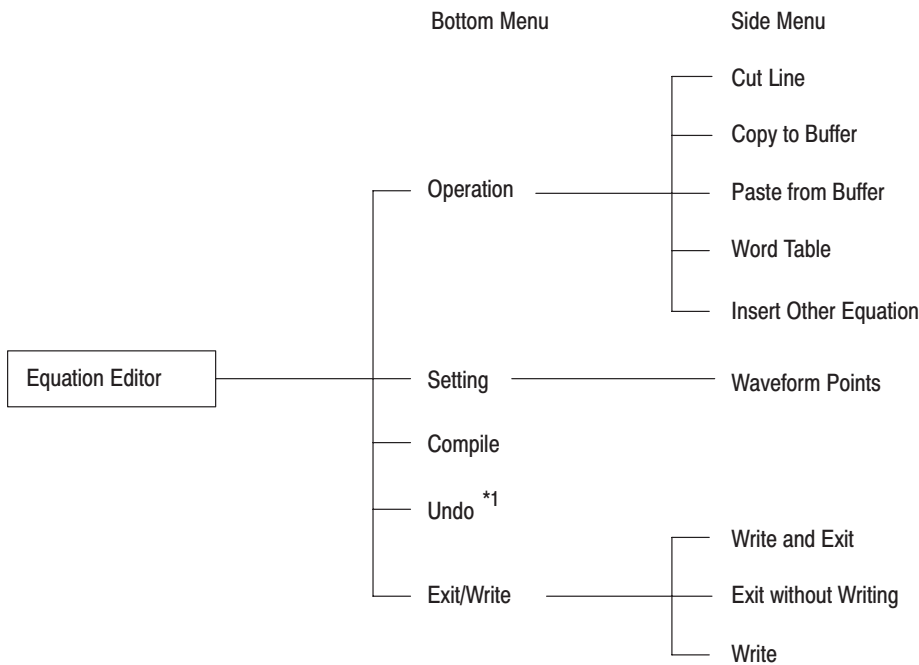 Bottom Menu
Side Menu
Cut Line
Copy to Buffer
Operation
Paste from Buffer
Word Table
Insert Other Equation
Equation Editor
Setting
Waveform Points
Compile
Undo *1
Write and Exit
Exit/Write
Exit without Writing
Write